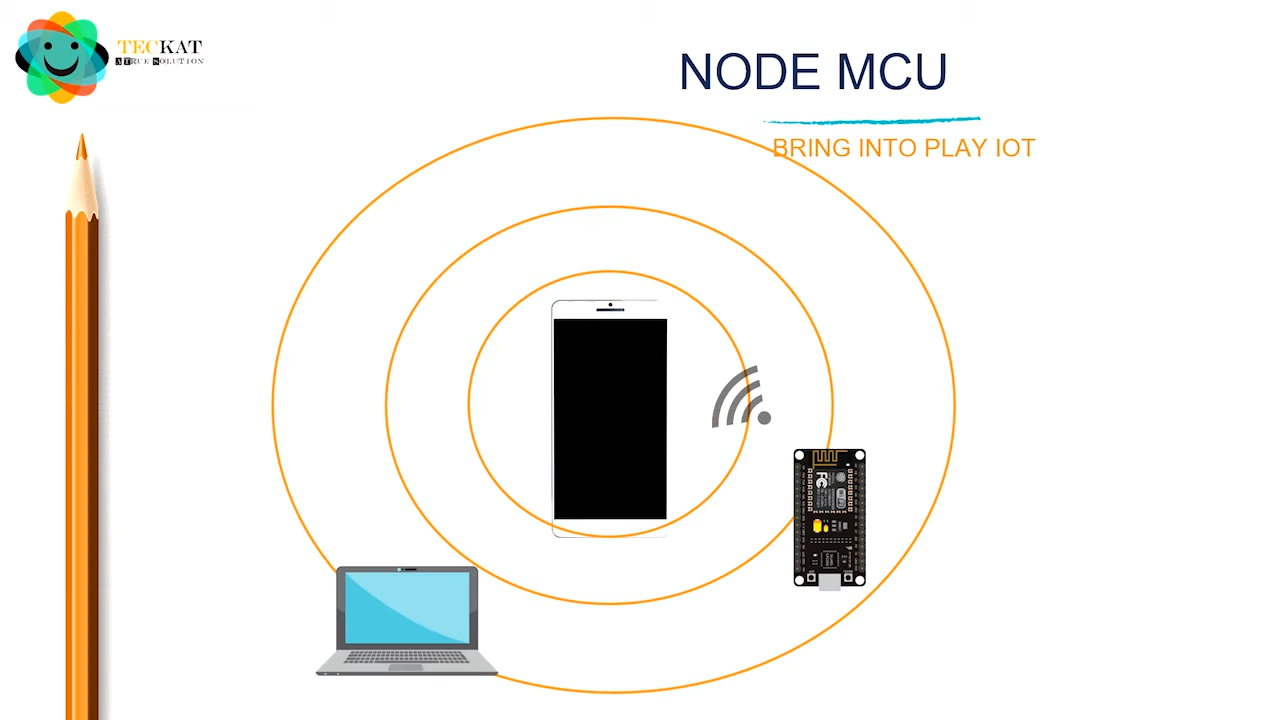 TECKAT
A TRUE SOLUTION
NODE MCU
BRING INTO PLAY IOT